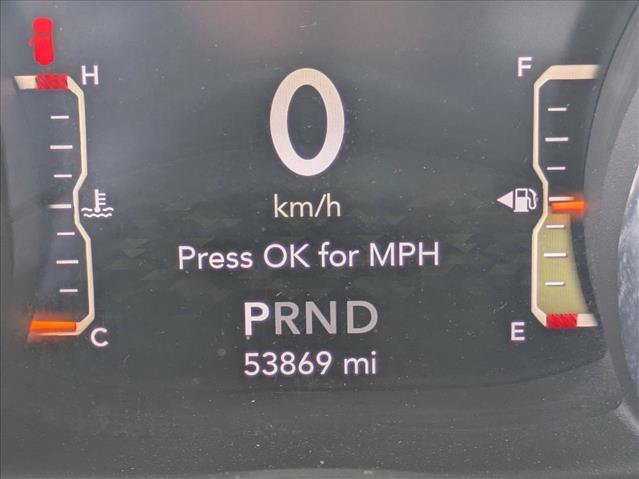 H
F
0
km/h
Press OK for MPH
PRND
C
E
53869 mi